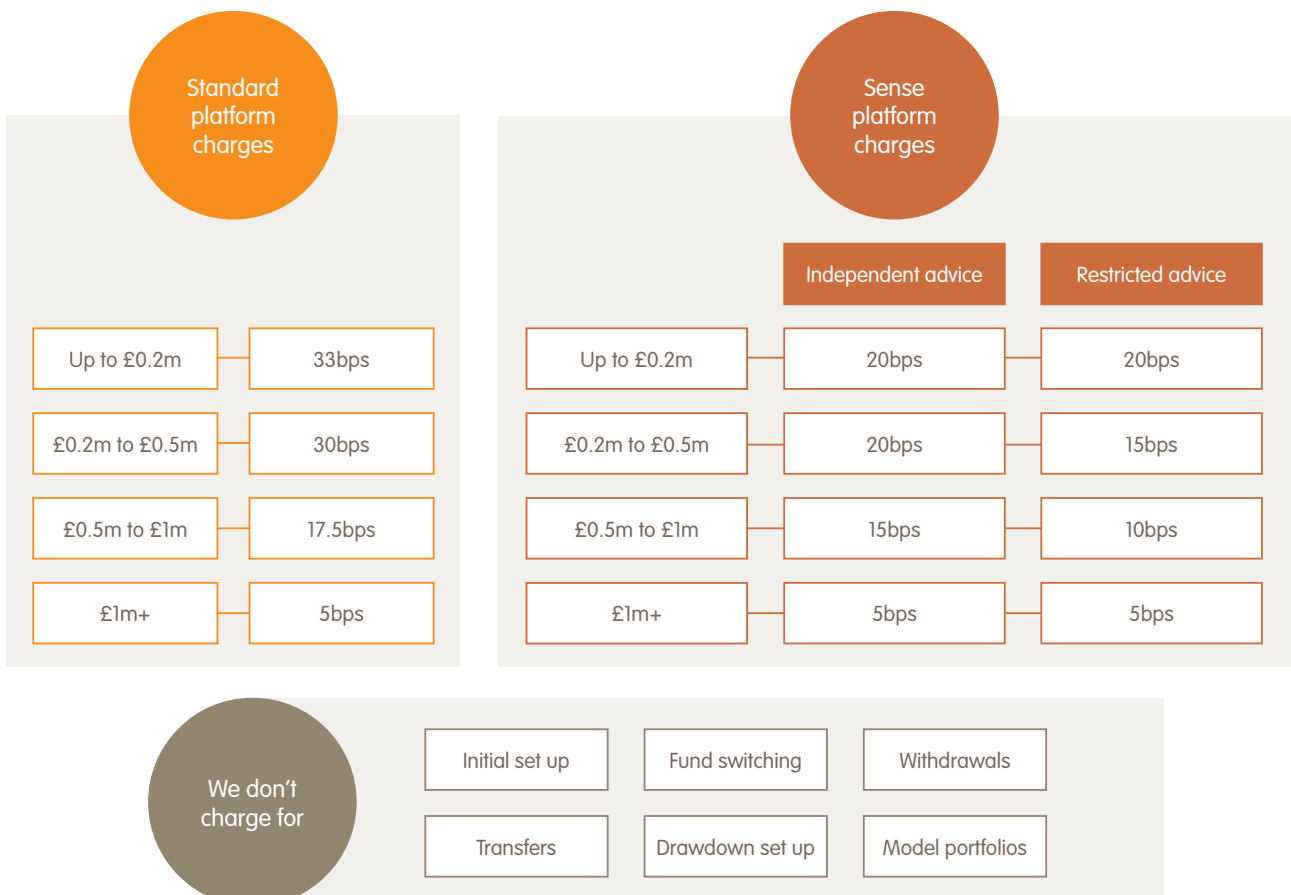 Standard
platform
charges
Up to £0.2m 33bps
£0.2m to £0.5m 30bps
£0.5m to £1m 17.5bps
£1m+ 5bps
Sense
platform
charges
Independent advice Restricted advice
Up to £0.2m 20bps 20bps
£0.2m to £0.5m 20bps 15bps
£0.5m to £1m 15bps 10bps
£1m+ 5bps 5bps
We don't
charge for
Initial set up Fund switching Withdrawals
Transfers Drawdown set up Model portfolios